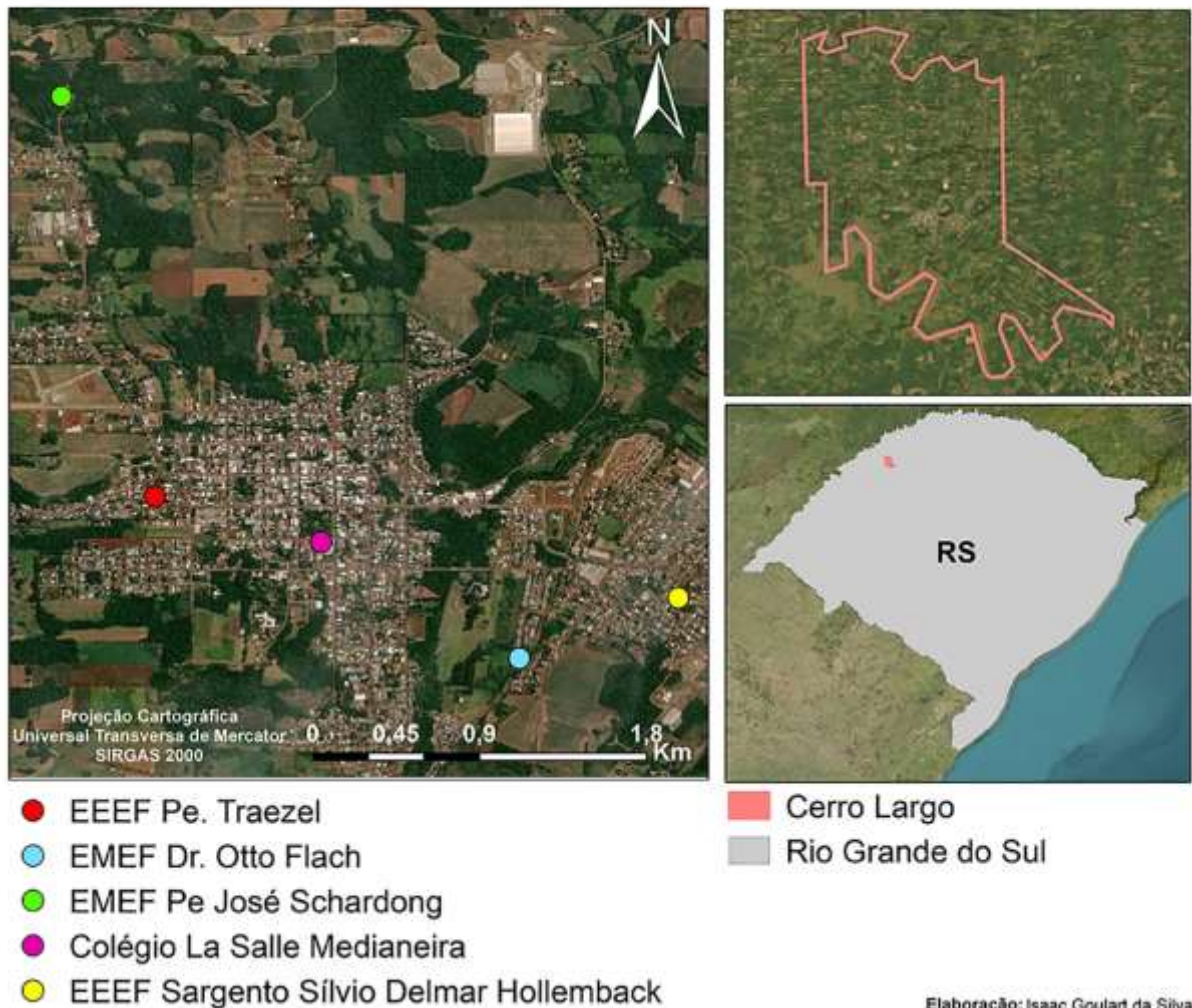 N
Projeção Cartográfica
Universal Transversa de Mercator
SIRGAS 2000
0 0,45 0,9 1,8
Km
RS
EEEF Pe. Traezel
EMEF Dr. Otto Flach
EMEF Pe José Schardong
Colégio La Salle Medianeira
EEEF Sargento Sílvio Delmar Hollemback
Cerro Largo
Rio Grande do Sul
Elaboração: Isaac Goulart da Silva